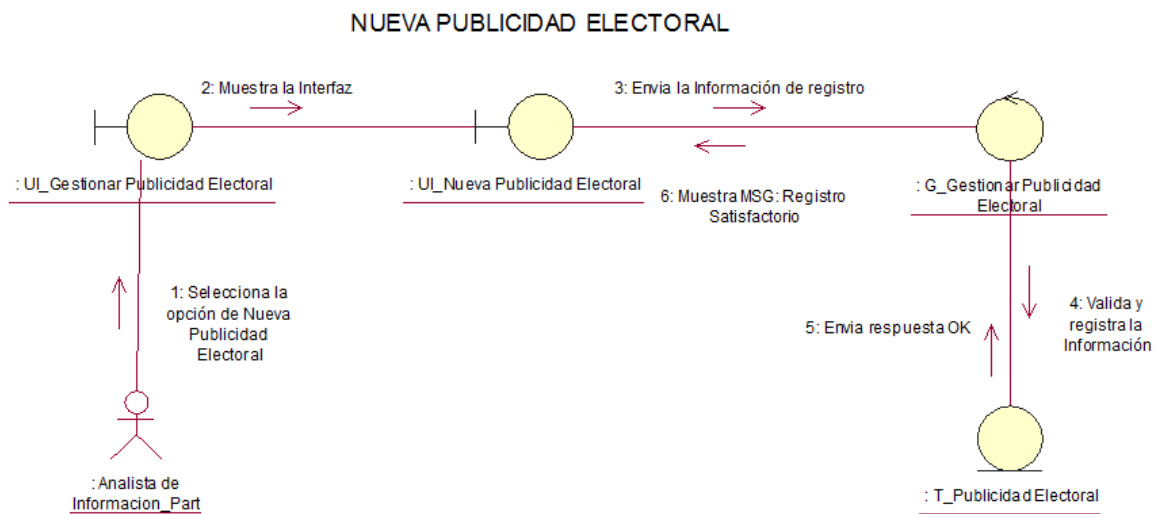 NUEVA PUBLICIDAD ELECTORAL
2: Muestra la Interfaz
3: Envia la Información de registro
: UI_Gestionar Publicidad Electoral
: UI_Nueva Publicidad Electoral
: G_Gestionar Publicidad
Electoral
6: Muestra MSG: Registro
Satisfactorio
1: Selecciona la
opción de Nueva
Publicidad
Electoral
5: Envia respuesta OK
4: Valida y
registra la
Información
: Analista de
Informacion_Part
: T_Publicidad Electoral